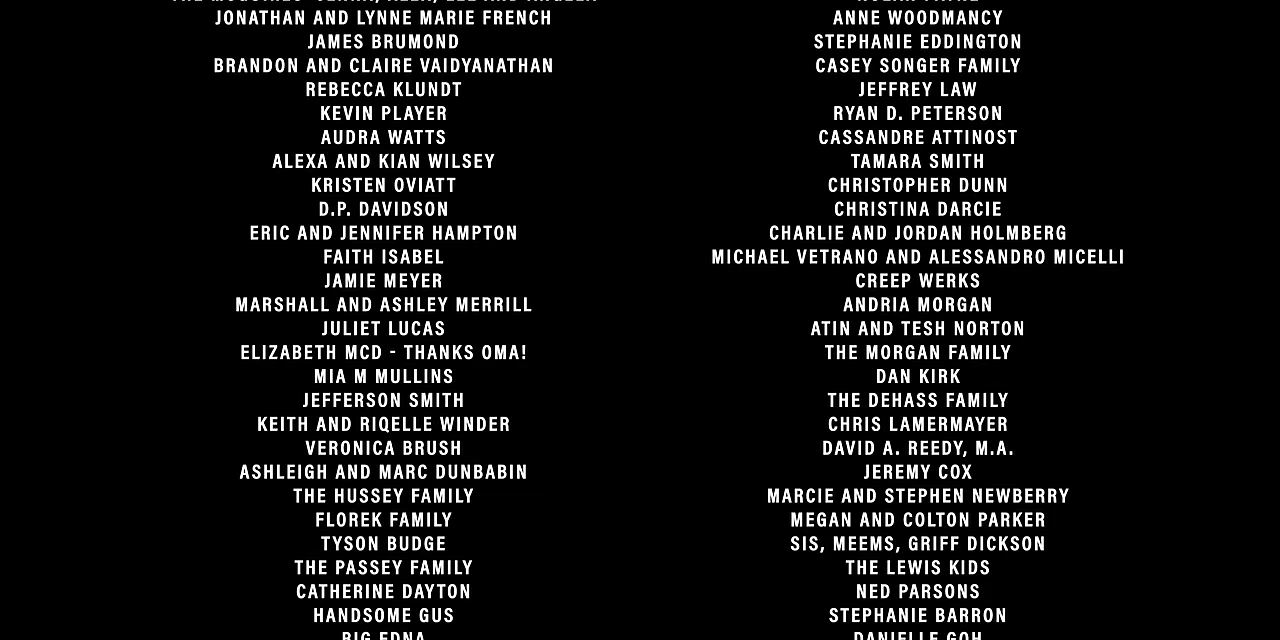 JONATHAN AND LYNNE MARIE FRENCH
JAMES BRUMOND
BRANDON AND CLAIRE VAIDYANATHAN
REBECCA KLUNDT
KEVIN PLAYER
AUDRA WATTS
ALEXA AND KIAN WILSEY
KRISTEN OVIATT
D.P. DAVIDSON
ERIC AND JENNIFER HAMPTON
FAITH ISABEL
JAMIE MEYER
MARSHALL AND ASHLEY MERRILL
JULIET LUCAS
ELIZABETH MCD - THANKS OMA!
MIA M MULLINS
JEFFERSON SMITH
KEITH AND RIQELLE WINDER
VERONICA BRUSH
ASHLEIGH AND MARC DUNBABIN
THE HUSSEY FAMILY
FLOREK FAMILY
TYSON BUDGE
THE PASSEY FAMILY
CATHERINE DAYTON
HANDSOME GUS
BIG EDNA
ANNE WOODMANCY
STEPHANIE EDDINGTON
CASEY SONGER FAMILY
JEFFREY LAW
RYAN D. PETERSON
CASSANDRE ATTINOST
TAMARA SMITH
CHRISTOPHER DUNN
CHRISTINA DARCIE
CHARLIE AND JORDAN HOLMBERG
MICHAEL VETRANO AND ALESSANDRO MICELLI
CREEP WERKS
ANDRIA MORGAN
ATIN AND TESH NORTON
THE MORGAN FAMILY
DAN KIRK
THE DEHASS FAMILY
CHRIS LAMERMAYER
DAVID A. REEDY, M.A.
JEREMY COX
MARCIE AND STEPHEN NEWBERRY
MEGAN AND COLTON PARKER
SIS, MEEMS, GRIFF DICKSON
THE LEWIS KIDS
NED PARSONS
STEPHANIE BARRON
DANIELLE GOH